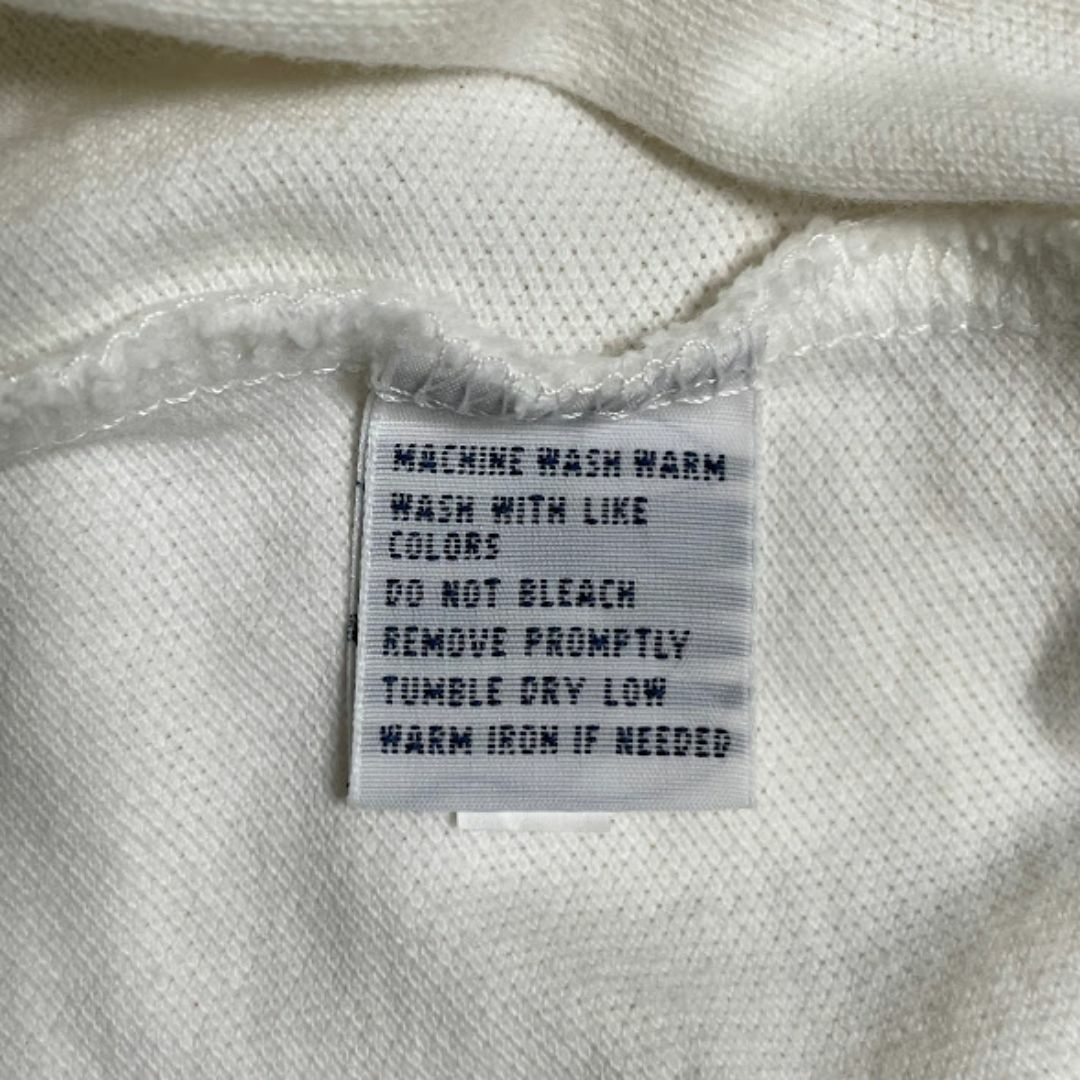 MACHINE WASH WARM
WASH WITH LIKE
COLORS
DO NOT BLEACH
REMOVE PROMPTLY
TUMBLE DRY LOW
WARM IRON IF NEEDED